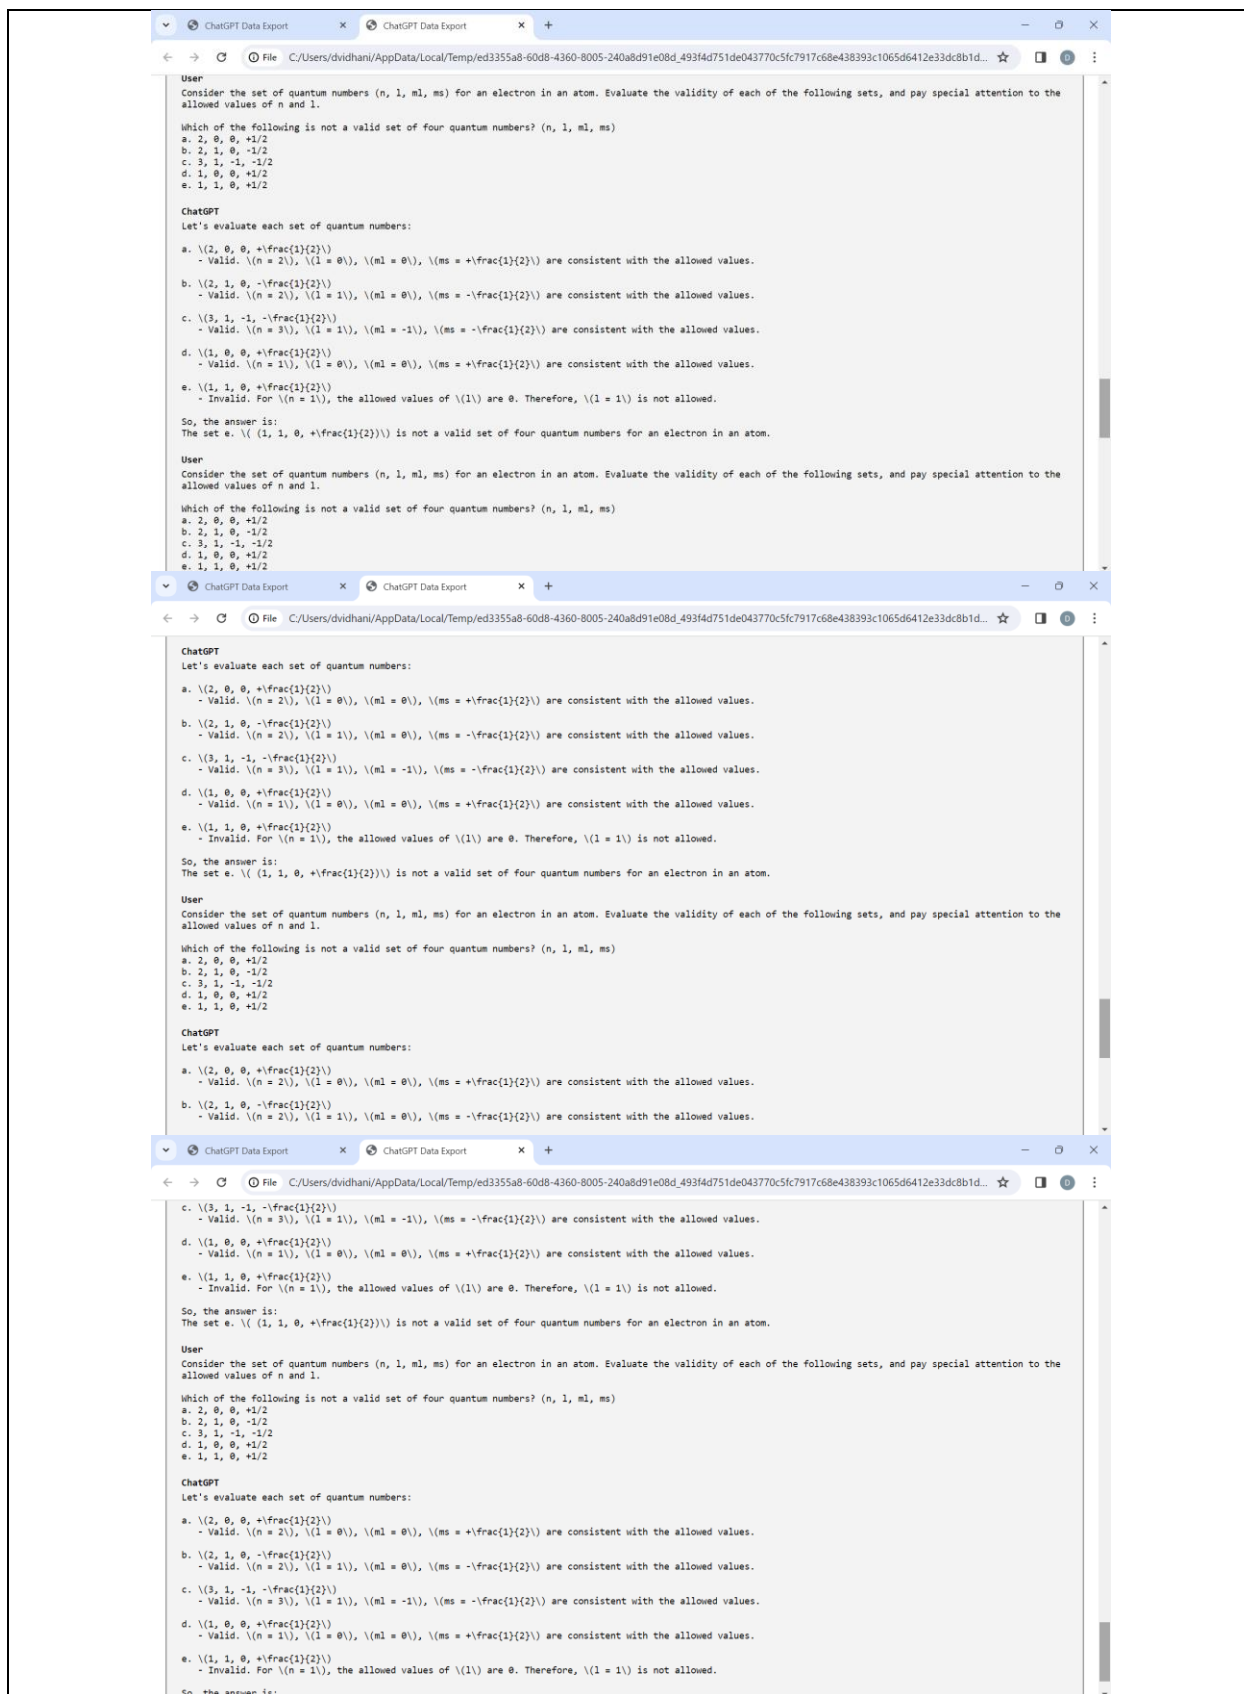 ChatGPT Data Export
ChatGPT Data Export
File C:/Users/dvidhani/AppData/Local/Temp/ed3355a8-60d8-4360-8005-240a8d91e08d_493f4d751de043770c5fc7917c68e438393c1065d6412e33dc8b1d...
D
User
Consider the set of quantum numbers (n, l, ml, ms) for an electron in an atom. Evaluate the validity of each of the following sets, and pay special attention to the
allowed values of n and l.
Which of the following is not a valid set of four quantum numbers? (n, l, ml, ms)
a. 2, 0, 0, +1/2
b. 2, 1, 0, -1/2
c. 3, 1, -1, -1/2
d. 1, 0, 0, +1/2
e. 1, 1, 0, +1/2
ChatGPT
Let's evaluate each set of quantum numbers:
a. \(2, 0, 0, +\frac{1}{2}\)
- Valid. \(n = 2\), \(l = 0\), \(ml = 0\), \(ms = +\frac{1}{2}\) are consistent with the allowed values.
b. \(2, 1, 0, -\frac{1}{2}\)
- Valid. \(n = 2\), \(l = 1\), \(ml = 0\), \(ms = -\frac{1}{2}\) are consistent with the allowed values.
c. \(3, 1, -1, -\frac{1}{2}\)
- Valid. \(n = 3\), \(l = 1\), \(ml = -1\), \(ms = -\frac{1}{2}\) are consistent with the allowed values.
d. \(1, 0, 0, +\frac{1}{2}\)
- Valid. \(n = 1\), \(l = 0\), \(ml = 0\), \(ms = +\frac{1}{2}\) are consistent with the allowed values.
e. \(1, 1, 0, +\frac{1}{2}\)
- Invalid. For \(n = 1\), the allowed values of \(l\) are 0. Therefore, \(l = 1\) is not allowed.
So, the answer is:
The set e. \( (1, 1, 0, +\frac{1}{2})\) is not a valid set of four quantum numbers for an electron in an atom.
User
Consider the set of quantum numbers (n, l, ml, ms) for an electron in an atom. Evaluate the validity of each of the following sets, and pay special attention to the
allowed values of n and l.
Which of the following is not a valid set of four quantum numbers? (n, l, ml, ms)
a. 2, 0, 0, +1/2
b. 2, 1, 0, -1/2
c. 3, 1, -1, -1/2
d. 1, 0, 0, +1/2
e. 1, 1, 0, +1/2
ChatGPT Data Export
ChatGPT Data Export
File C:/Users/dvidhani/AppData/Local/Temp/ed3355a8-60d8-4360-8005-240a8d91e08d_493f4d751de043770c5fc7917c68e438393c1065d6412e33dc8b1d...
D
ChatGPT
Let's evaluate each set of quantum numbers:
a. \(2, 0, 0, +\frac{1}{2}\)
- Valid. \(n = 2\), \(l = 0\), \(ml = 0\), \(ms = +\frac{1}{2}\) are consistent with the allowed values.
b. \(2, 1, 0, -\frac{1}{2}\)
- Valid. \(n = 2\), \(l = 1\), \(ml = 0\), \(ms = -\frac{1}{2}\) are consistent with the allowed values.
c. \(3, 1, -1, -\frac{1}{2}\)
- Valid. \(n = 3\), \(l = 1\), \(ml = -1\), \(ms = -\frac{1}{2}\) are consistent with the allowed values.
d. \(1, 0, 0, +\frac{1}{2}\)
- Valid. \(n = 1\), \(l = 0\), \(ml = 0\), \(ms = +\frac{1}{2}\) are consistent with the allowed values.
e. \(1, 1, 0, +\frac{1}{2}\)
- Invalid. For \(n = 1\), the allowed values of \(l\) are 0. Therefore, \(l = 1\) is not allowed.
So, the answer is:
The set e. \( (1, 1, 0, +\frac{1}{2})\) is not a valid set of four quantum numbers for an electron in an atom.
User
Consider the set of quantum numbers (n, l, ml, ms) for an electron in an atom. Evaluate the validity of each of the following sets, and pay special attention to the
allowed values of n and l.
Which of the following is not a valid set of four quantum numbers? (n, l, ml, ms)
a. 2, 0, 0, +1/2
b. 2, 1, 0, -1/2
c. 3, 1, -1, -1/2
d. 1, 0, 0, +1/2
e. 1, 1, 0, +1/2
ChatGPT
Let's evaluate each set of quantum numbers:
a. \(2, 0, 0, +\frac{1}{2}\)
- Valid. \(n = 2\), \(l = 0\), \(ml = 0\), \(ms = +\frac{1}{2}\) are consistent with the allowed values.
b. \(2, 1, 0, -\frac{1}{2}\)
- Valid. \(n = 2\), \(l = 1\), \(ml = 0\), \(ms = -\frac{1}{2}\) are consistent with the allowed values.
ChatGPT Data Export
ChatGPT Data Export
File C:/Users/dvidhani/AppData/Local/Temp/ed3355a8-60d8-4360-8005-240a8d91e08d_493f4d751de043770c5fc7917c68e438393c1065d6412e33dc8b1d...
D
c. \(3, 1, -1, -\frac{1}{2}\)
- Valid. \(n = 3\), \(l = 1\), \(ml = -1\), \(ms = -\frac{1}{2}\) are consistent with the allowed values.
d. \(1, 0, 0, +\frac{1}{2}\)
- Valid. \(n = 1\), \(l = 0\), \(ml = 0\), \(ms = +\frac{1}{2}\) are consistent with the allowed values.
e. \(1, 1, 0, +\frac{1}{2}\)
- Invalid. For \(n = 1\), the allowed values of \(l\) are 0. Therefore, \(l = 1\) is not allowed.
So, the answer is:
The set e. \( (1, 1, 0, +\frac{1}{2})\) is not a valid set of four quantum numbers for an electron in an atom.
User
Consider the set of quantum numbers (n, l, ml, ms) for an electron in an atom. Evaluate the validity of each of the following sets, and pay special attention to the
allowed values of n and l.
Which of the following is not a valid set of four quantum numbers? (n, l, ml, ms)
a. 2, 0, 0, +1/2
b. 2, 1, 0, -1/2
c. 3, 1, -1, -1/2
d. 1, 0, 0, +1/2
e. 1, 1, 0, +1/2
ChatGPT
Let's evaluate each set of quantum numbers:
a. \(2, 0, 0, +\frac{1}{2}\)
- Valid. \(n = 2\), \(l = 0\), \(ml = 0\), \(ms = +\frac{1}{2}\) are consistent with the allowed values.
b. \(2, 1, 0, -\frac{1}{2}\)
- Valid. \(n = 2\), \(l = 1\), \(ml = 0\), \(ms = -\frac{1}{2}\) are consistent with the allowed values.
c. \(3, 1, -1, -\frac{1}{2}\)
- Valid. \(n = 3\), \(l = 1\), \(ml = -1\), \(ms = -\frac{1}{2}\) are consistent with the allowed values.
d. \(1, 0, 0, +\frac{1}{2}\)
- Valid. \(n = 1\), \(l = 0\), \(ml = 0\), \(ms = +\frac{1}{2}\) are consistent with the allowed values.
e. \(1, 1, 0, +\frac{1}{2}\)
- Invalid. For \(n = 1\), the allowed values of \(l\) are 0. Therefore, \(l = 1\) is not allowed.
So, the answer is: